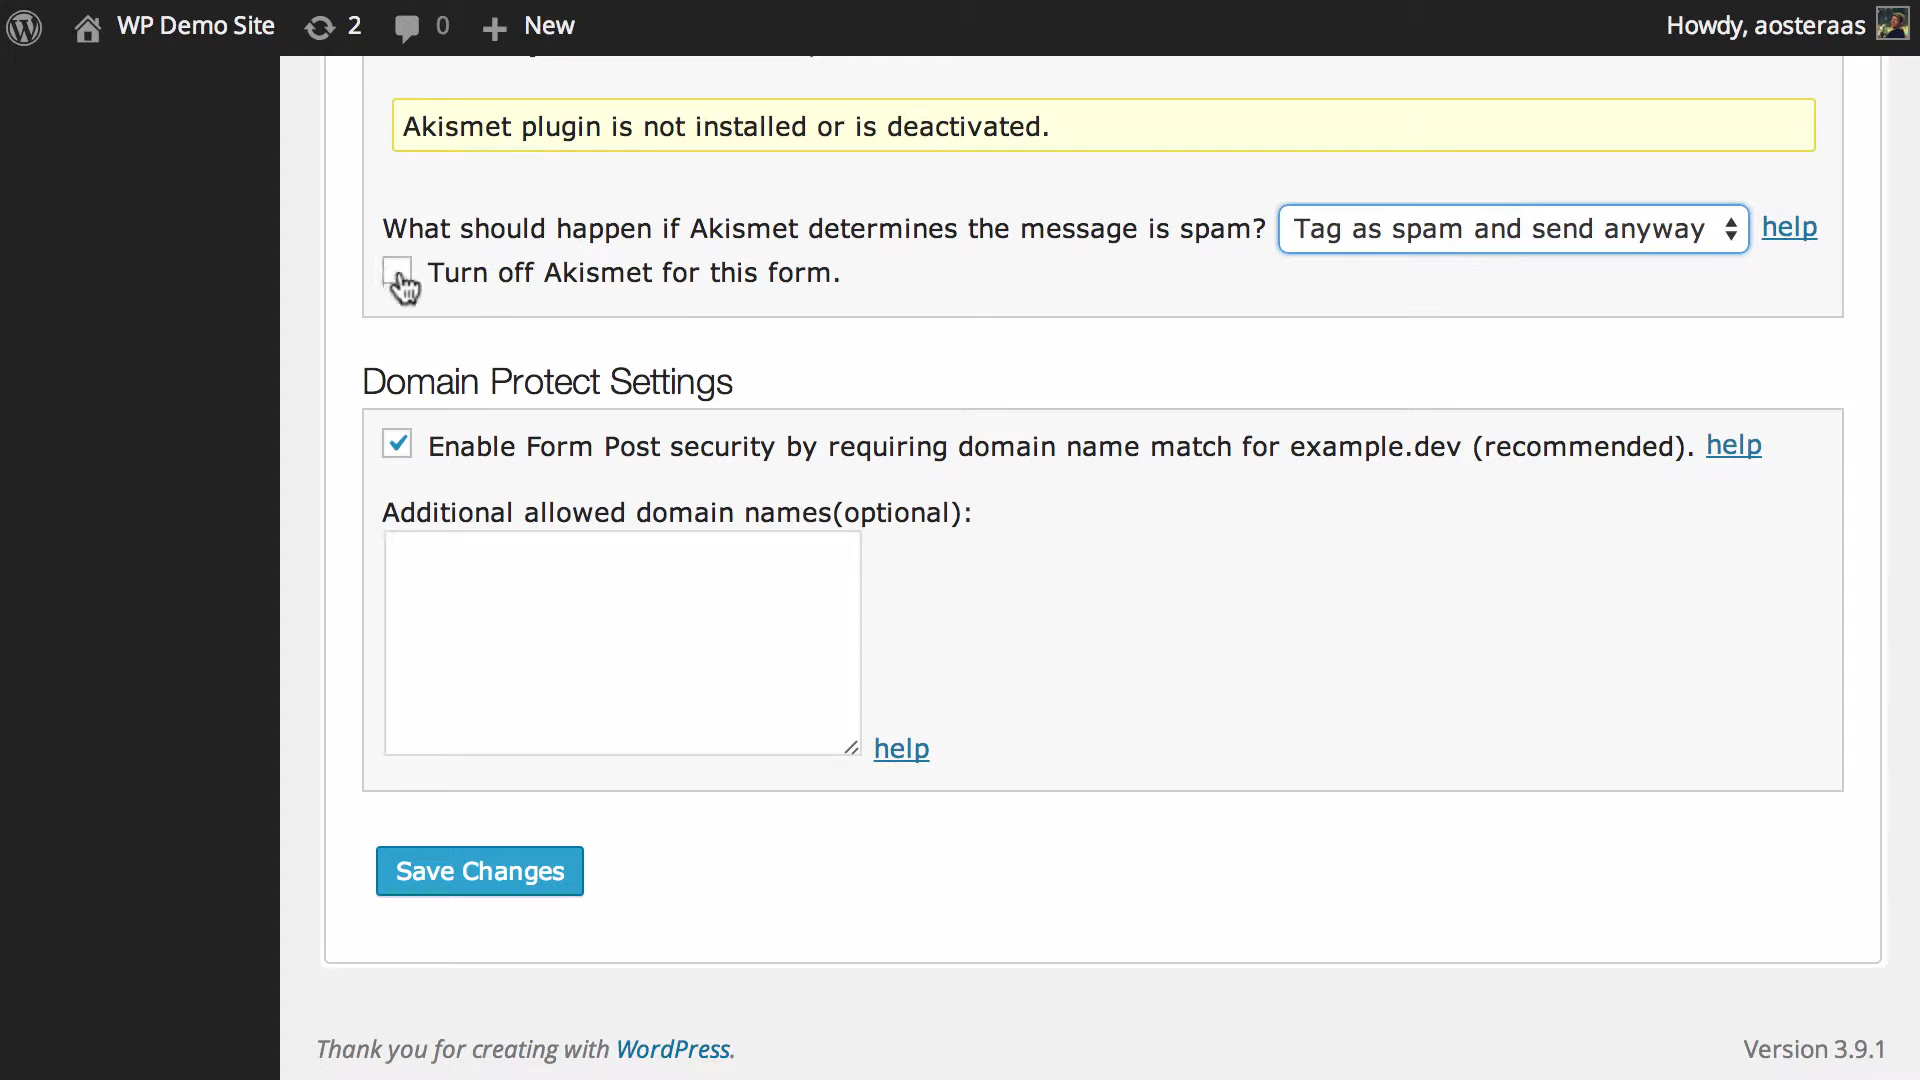 WP Demo Site 2 0 New Howdy, aosteraas
Akismet plugin is not installed or is deactivated.
What should happen if Akismet determines the message is spam? Tag as spam and send anyway help
Turn off Akismet for this form.
Domain Protect Settings
Enable Form Post security by requiring domain name match for example.dev (recommended). help
Additional allowed domain names(optional):
help
Save Changes
Thank you for creating with WordPress. Version 3.9.1